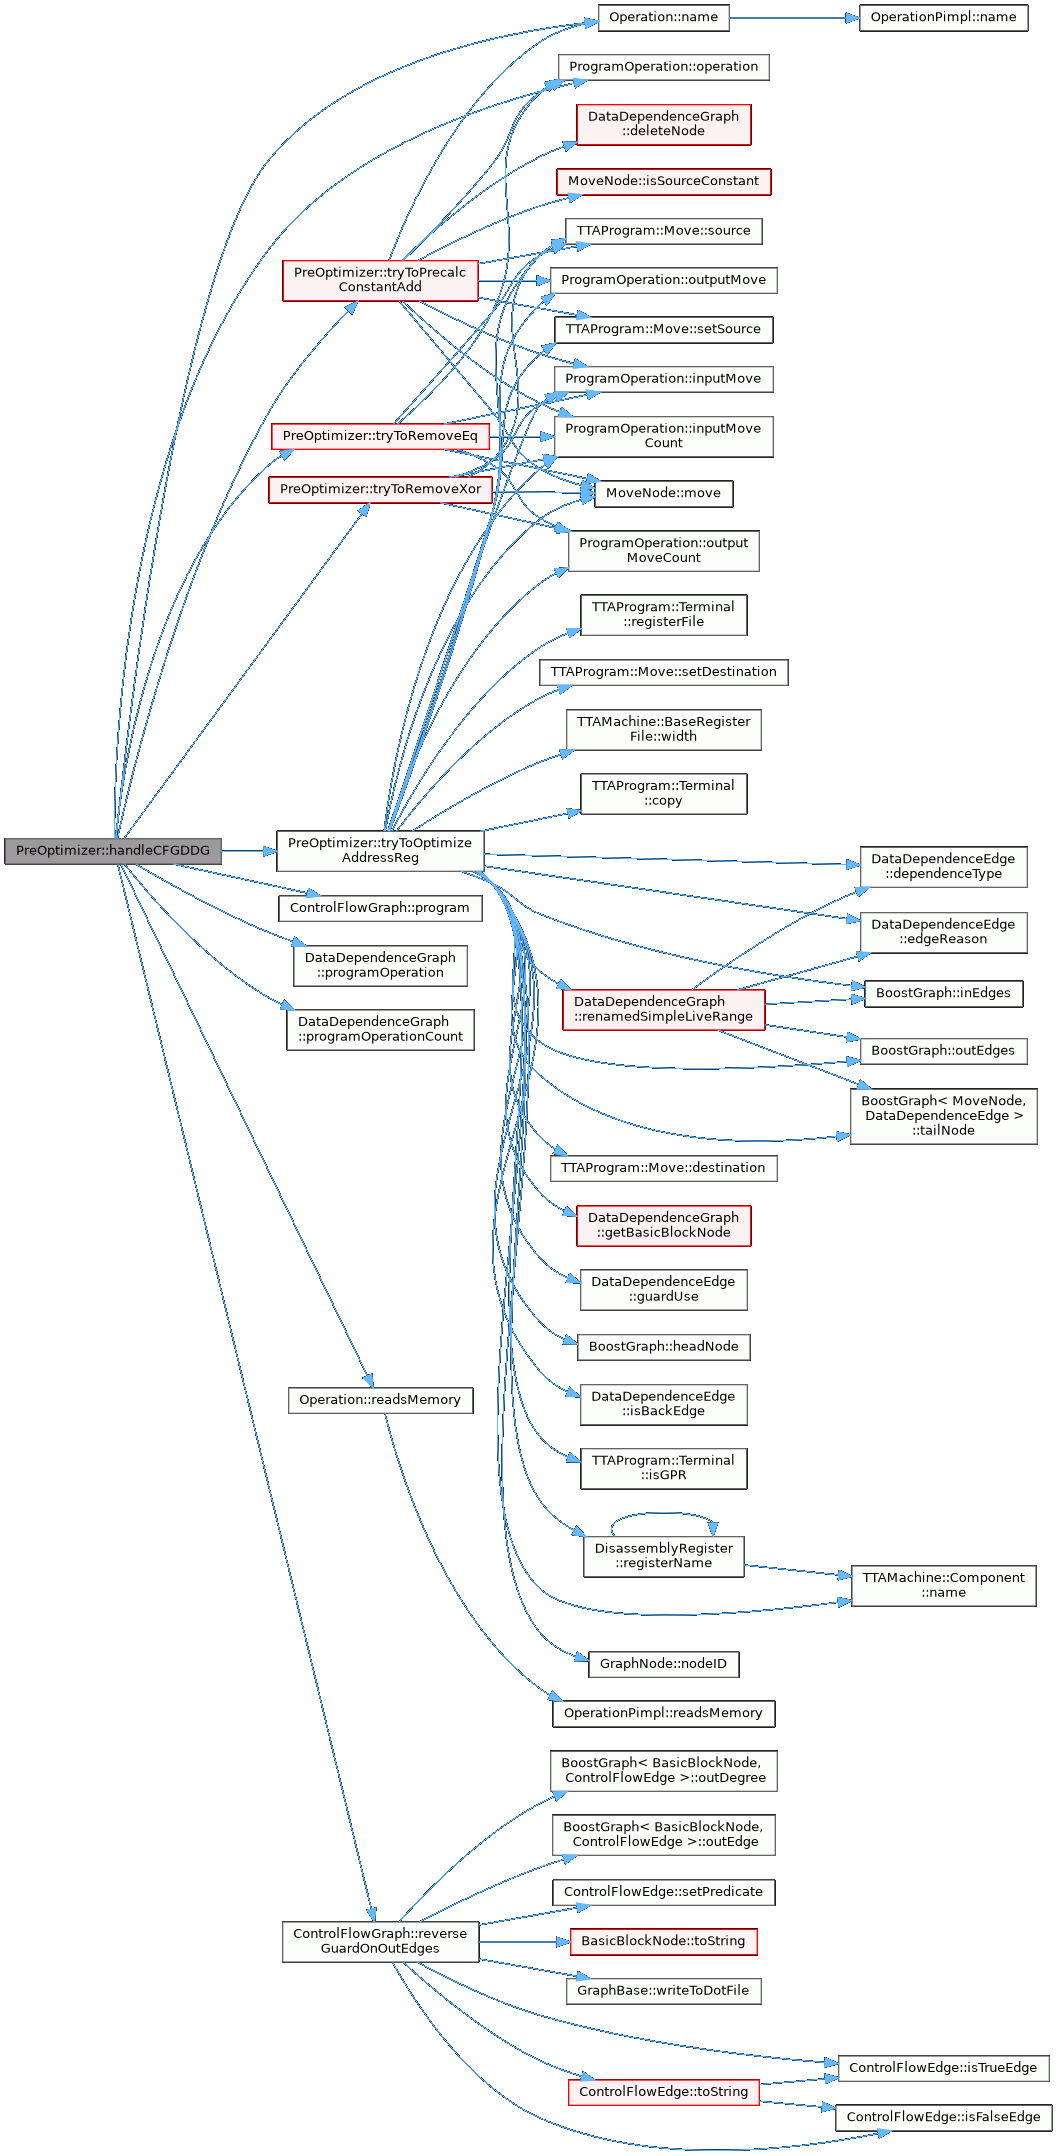 Operation::name
OperationPimpl::name
ProgramOperation::operation
DataDependenceGraph
::deleteNode
MoveNode::isSourceConstant
TTAProgram::Move::source
PreOptimizer::tryToPrecalc
ConstantAdd
ProgramOperation::outputMove
TTAProgram::Move::setSource
ProgramOperation::inputMove
PreOptimizer::tryToRemoveEq
ProgramOperation::inputMove
Count
PreOptimizer::tryToRemoveXor
MoveNode::move
ProgramOperation::output
MoveCount
TTAProgram::Terminal
::registerFile
TTAProgram::Move::setDestination
TTAMachine::BaseRegister
File::width
TTAProgram::Terminal
::copy
PreOptimizer::handleCFGDDG
PreOptimizer::tryToOptimize
AddressReg
DataDependenceEdge
::dependenceType
ControlFlowGraph::program
DataDependenceEdge
::edgeReason
DataDependenceGraph
::programOperation
DataDependenceGraph
::renamedSimpleLiveRange
BoostGraph::inEdges
DataDependenceGraph
::programOperationCount
BoostGraph::outEdges
BoostGraph< MoveNode,
DataDependenceEdge >
::tailNode
TTAProgram::Move::destination
DataDependenceGraph
::getBasicBlockNode
DataDependenceEdge
::guardUse
BoostGraph::headNode
Operation::readsMemory
DataDependenceEdge
::isBackEdge
TTAProgram::Terminal
::isGPR
DisassemblyRegister
::registerName
TTAMachine::Component
::name
GraphNode::nodeID
OperationPimpl::readsMemory
BoostGraph< BasicBlockNode,
ControlFlowEdge >::outDegree
BoostGraph< BasicBlockNode,
ControlFlowEdge >::outEdge
ControlFlowEdge::setPredicate
ControlFlowGraph::reverse
GuardOnOutEdges
BasicBlockNode::toString
GraphBase::writeToDotFile
ControlFlowEdge::isTrueEdge
ControlFlowEdge::toString
ControlFlowEdge::isFalseEdge